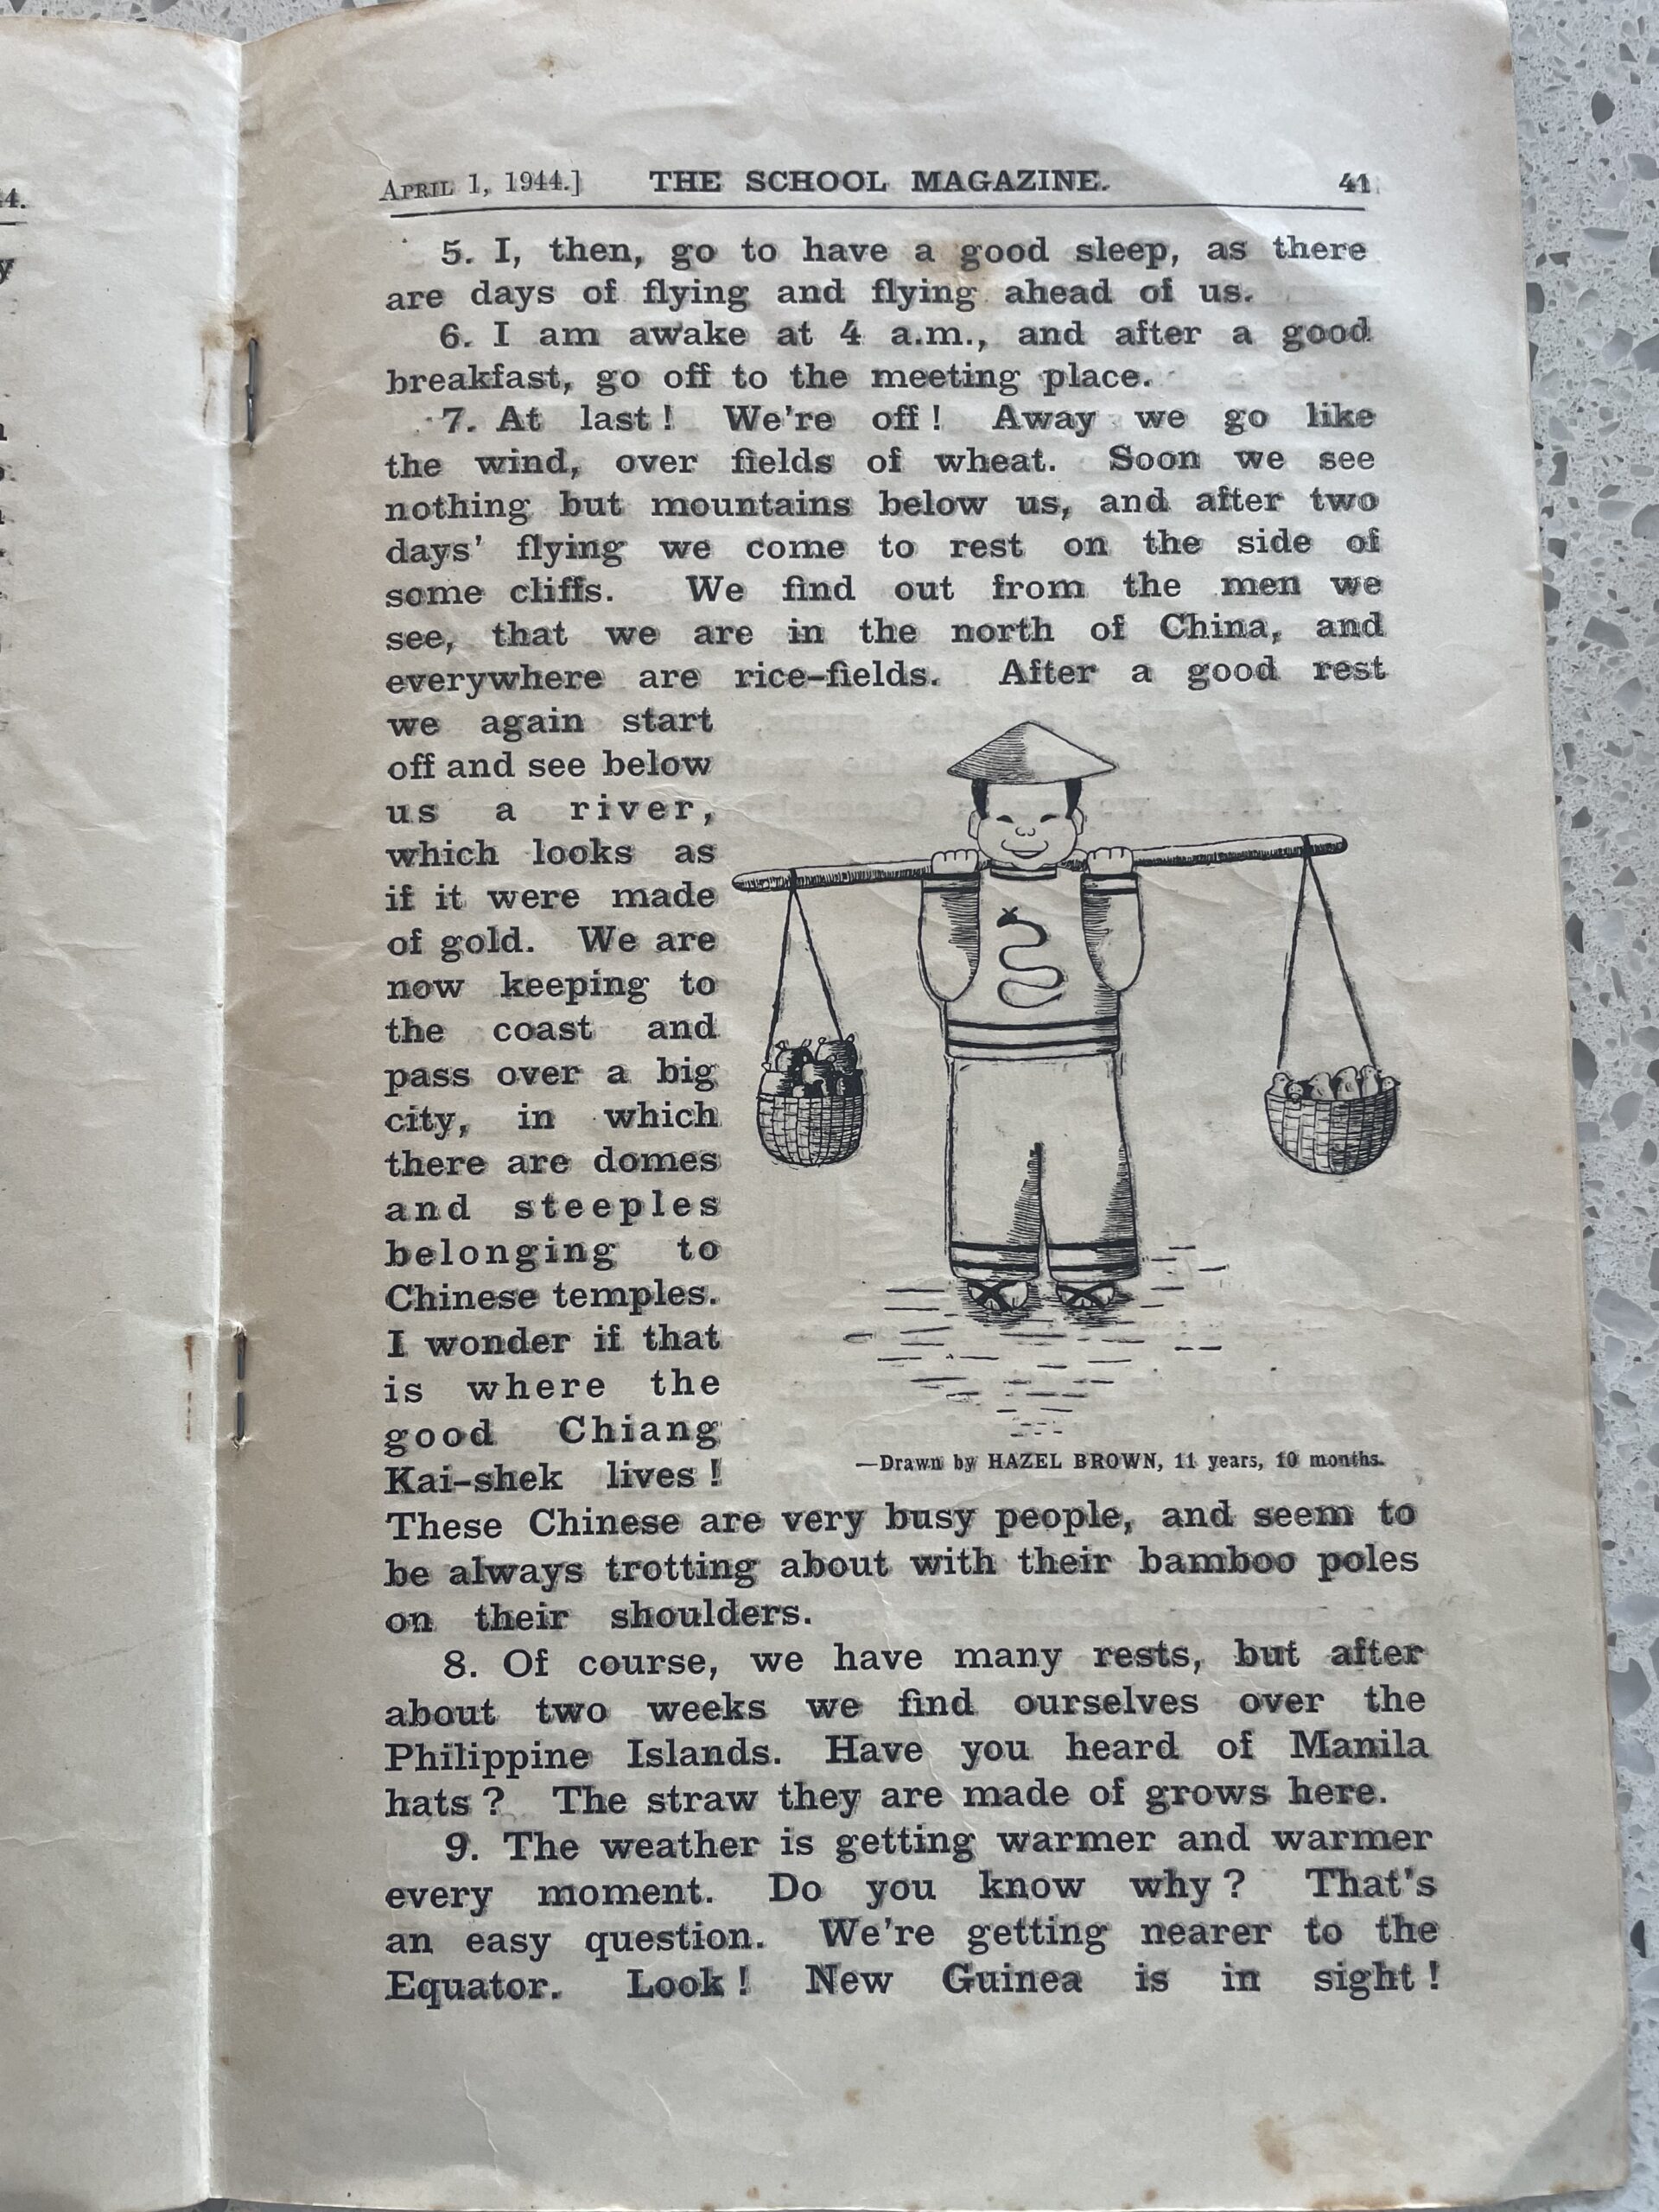 4.
y
APRIL 1, 1944.] THE SCHOOL MAGAZINE. 41
5. I, then, go to have a good sleep, as there
are days of flying and flying ahead of us.
6. I am awake at 4 a.m., and after a good
breakfast, go off to the meeting place.
7. At last! We're off! Away we go like
the wind, over fields of wheat. Soon we see
nothing but mountains below us, and after two
days' flying we come to rest on the side of
some cliffs. We find out from the men we
see, that we are in the north of China, and
everywhere are rice-fields. After a good rest
we again start
off and see below
us a river,
which looks as
if it were made
of gold. We are
now keeping to
the coast and
pass over a big
city, in which
there are domes
and steeples
belonging to
Chinese temples.
I wonder if that
is where the
good Chiang
Kai-shek lives!
—Drawn by HAZEL BROWN, 11 years, 10 months.
These Chinese are very busy people, and seem to
be always trotting about with their bamboo poles
on their shoulders.
8. Of course, we have many rests, but after
about two weeks we find ourselves over the
Philippine Islands. Have you heard of Manila
hats? The straw they are made of grows here.
9. The weather is getting warmer and warmer
every moment. Do you know why? That's
an easy question. We're getting nearer to the
Equator. Look! New Guinea is in sight!